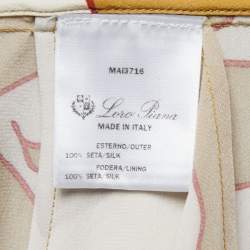 MAI3716
Loro Piana
MADE IN ITALY
ESTERNO/OUTER
100% SETA/SILK
FODERA/LINING
100% SETA/SILK